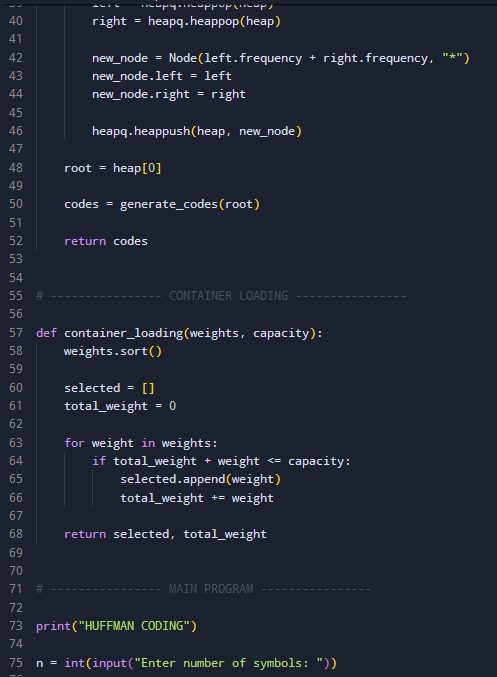 39 left = heapq.heappop(heap)
40 right = heapq.heappop(heap)
41
42 new_node = Node(left.frequency + right.frequency, "*")
43 new_node.left = left
44 new_node.right = right
45
46 heapq.heappush(heap, new_node)
47
48 root = heap[0]
49
50 codes = generate_codes(root)
51
52 return codes
53
54
55 # ---------------- CONTAINER LOADING ----------------
56
57 def container_loading(weights, capacity):
58 weights.sort()
59
60 selected = []
61 total_weight = 0
62
63 for weight in weights:
64 if total_weight + weight <= capacity:
65 selected.append(weight)
66 total_weight += weight
67
68 return selected, total_weight
69
70
71 # ---------------- MAIN PROGRAM ----------------
72
73 print("HUFFMAN CODING")
74
75 n = int(input("Enter number of symbols: "))